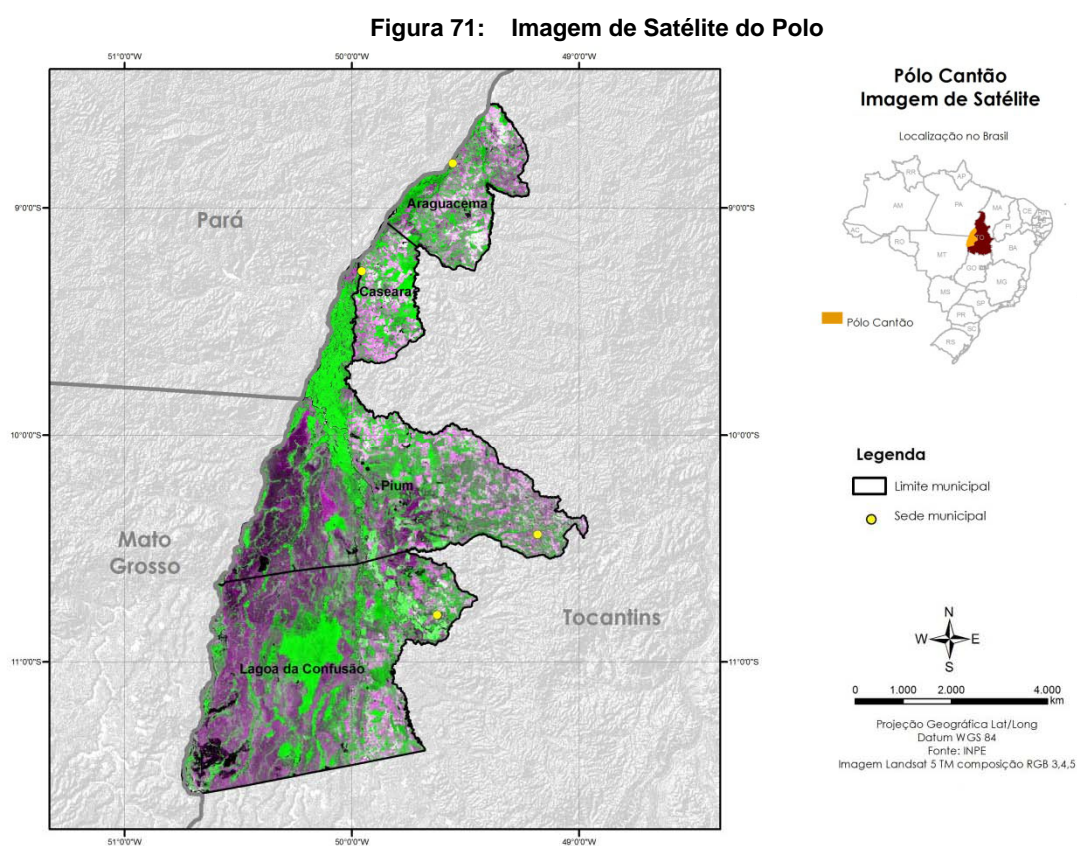 Figura 71: Imagem de Satélite do Polo
51°0'0"W 50°0'0"W 49°0'0"W
Pará
Araguacema
Caseara
Pium
Mato
Grosso
Tocantins
Lagoa da Confusão
9°0'0"S 9°0'0"S
10°0'0"S 10°0'0"S
11°0'0"S 11°0'0"S
51°0'0"W 50°0'0"W 49°0'0"W
Pólo Cantão
Imagem de Satélite
Localização no Brasil
RR AP
AM PA MA CE RN
PI
AC RO TO BA
MT
GO
MG
MS
SP
PR
SC
RS
Pólo Cantão
Legenda
Limite municipal
Sede municipal
N
W E
S
0 1.000 2.000 4.000
km
Projeção Geográfica Lat/Long
Datum WGS 84
Fonte: INPE
Imagem Landsat 5 TM composição RGB 3,4,5